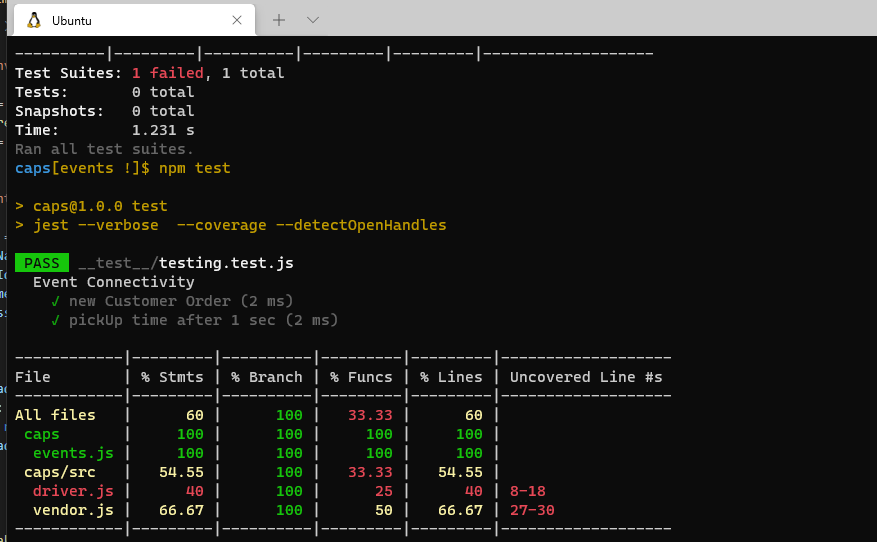 Ubuntu
----------|---------|----------|---------|---------|-------------------
Test Suites: 1 failed, 1 total
Tests:       0 total
Snapshots:   0 total
Time:        1.231 s
Ran all test suites.
caps[events !]$ npm test
> caps@1.0.0 test
> jest --verbose  --coverage --detectOpenHandles
PASS __test__/testing.test.js
Event Connectivity
✓ new Customer Order (2 ms)
✓ pickUp time after 1 sec (2 ms)
------------|---------|----------|---------|---------|-------------------
File        | % Stmts | % Branch | % Funcs | % Lines | Uncovered Line #s
------------|---------|----------|---------|---------|-------------------
All files   |      60 |      100 |   33.33 |      60 |
 caps       |     100 |      100 |     100 |     100 |
  events.js |     100 |      100 |     100 |     100 |
 caps/src   |   54.55 |      100 |   33.33 |   54.55 |
  driver.js |      40 |      100 |      25 |      40 | 8-18
  vendor.js |   66.67 |      100 |      50 |   66.67 | 27-30
------------|---------|----------|---------|---------|-------------------